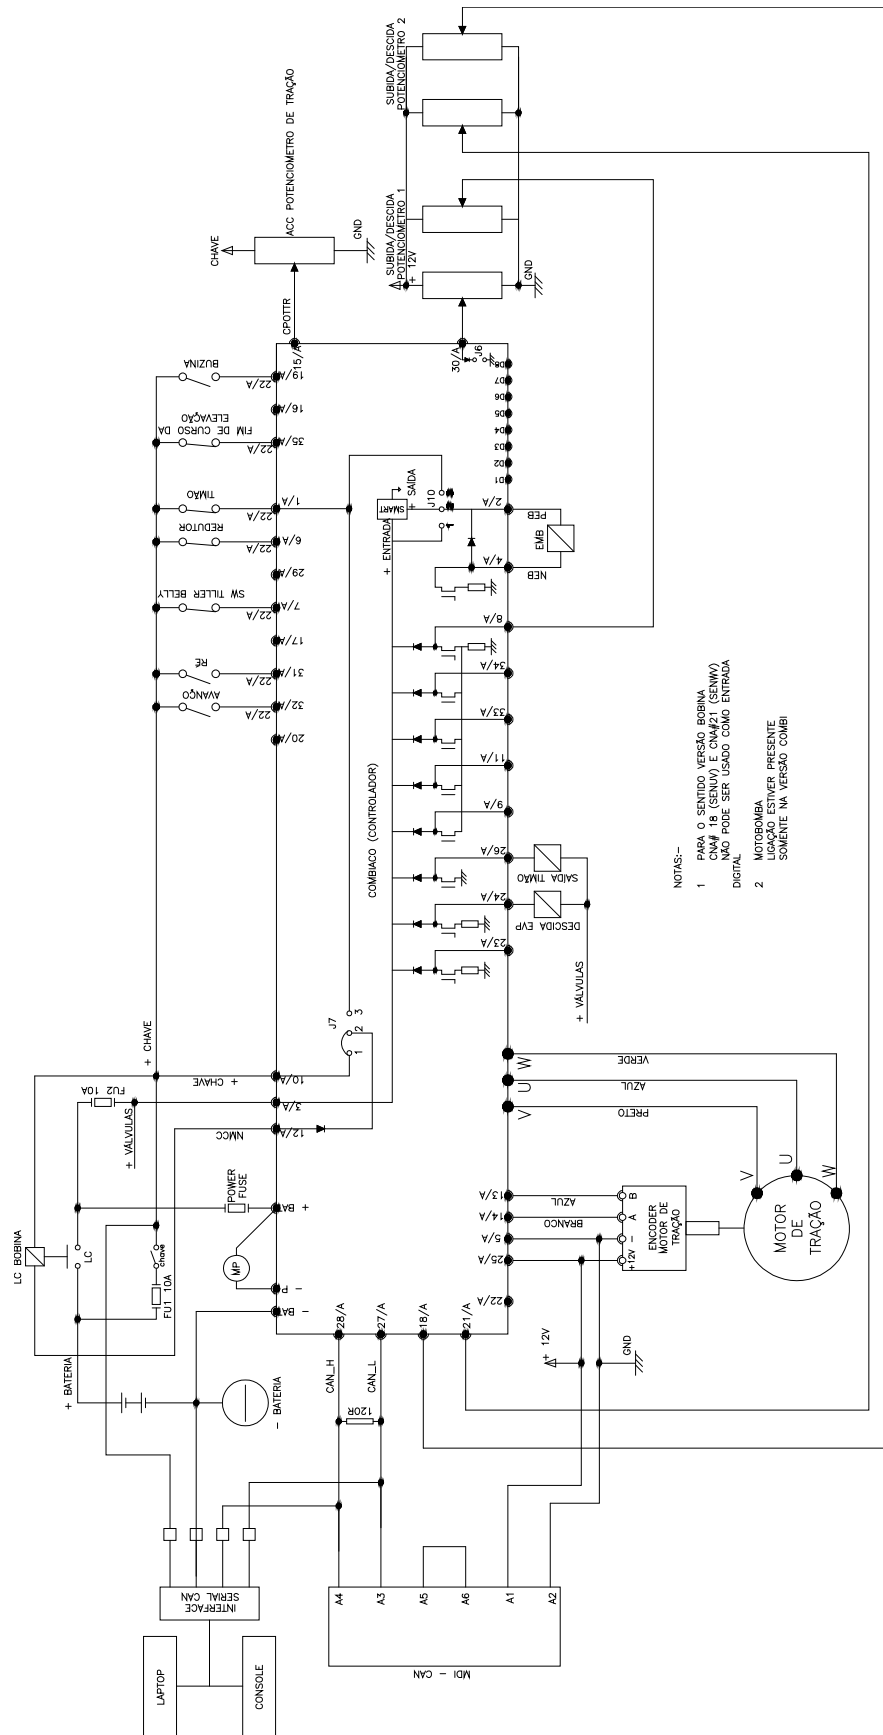 SUBIDA/DESCIDA
POTENCIOMETRO 2
ACC POTENCIOMETRO DE TRAÇÃO
CHAVE
GND
SUBIDA/DESCIDA
POTENCIOMETRO 1
+ 12V
GND
CPOTTR
15/A
30/A
J6
BUZINA
19/A
22/A
16/A
FIM DE CURSO DA
ELEVAÇÃO
35/A
22/A
TIMÃO
1/A
22/A
REDUTOR
6/A
22/A
29/A
SW TILLER BELLY
7/A
22/A
17/A
RÉ
31/A
22/A
AVANÇO
32/A
22/A
20/A
D8
D7
D6
D5
D4
D3
D2
D1
+ SAÍDA
SMART
J10
1
+ ENTRADA
2/A
PEB
EMB
4/A
NEB
8/A
34/A
33/A
11/A
9/A
26/A
SAÍDA TIMÃO
24/A
DESCIDA EVP
23/A
+ VÁLVULAS
COMBIACO (CONTROLADOR)
NOTAS:-
1 PARA O SENTIDO VERSÃO BOBINA
CNA# 18 (SENUV) E CNA#21 (SENWV)
NÃO PODE SER USADO COMO ENTRADA
DIGITAL
2 MOTOBOMBA
LIGAÇÃO ESTIVER PRESENTE
SOMENTE NA VERSÃO COMBI
J7
1
2
3
+ CHAVE
+ CHAVE
10/A
FU2 10A
+ VÁLVULAS
3/A
NMCC
12/A
LC BOBINA
LC
chave
FU1 10A
POWER
FUSE
+ BAT
MP
- P
- BAT
+ BATERIA
- BATERIA
W
VERDE
U
AZUL
V
PRETO
V
U
W
MOTOR
DE
TRAÇÃO
13/A
AZUL
B
14/A
BRANCO
A
5/A
-
25/A
+12V
ENCODER
MOTOR DE
TRAÇÃO
22/A
28/A
27/A
18/A
21/A
CAN_H
CAN_L
120R
+ 12V
GND
A4
A3
A5
A6
A1
A2
MDI - CAN
INTERFACE
SERIAL CAN
LAPTOP
CONSOLE